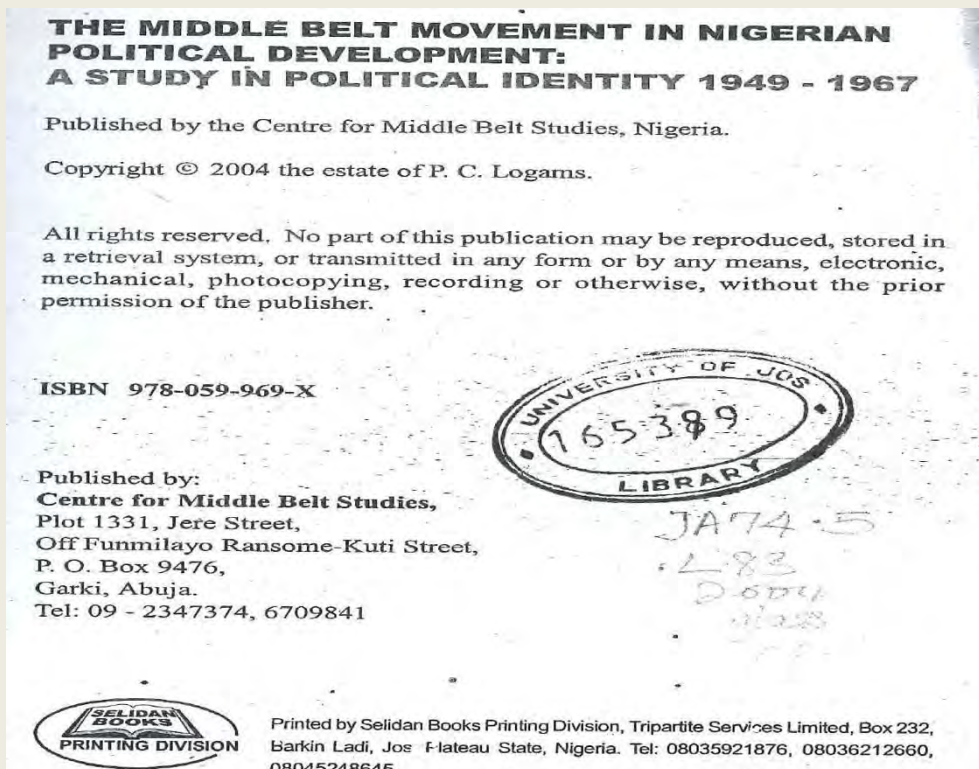 THE MIDDLE BELT MOVEMENT IN NIGERIAN
POLITICAL DEVELOPMENT:
A STUDY IN POLITICAL IDENTITY 1949 - 1967
Published by the Centre for Middle Belt Studies, Nigeria.
Copyright © 2004 the estate of P. C. Logams.
All rights reserved. No part of this publication may be reproduced, stored in
a retrieval system, or transmitted in any form or by any means, electronic,
mechanical, photocopying, recording or otherwise, without the prior
permission of the publisher.
ISBN 978-059-969-X
UNIVERSITY OF JOS
165389
LIBRARY
Published by:
Centre for Middle Belt Studies,
Plot 1331, Jere Street,
Off Funmilayo Ransome-Kuti Street,
P. O. Box 9476,
Garki, Abuja.
Tel: 09 - 2347374, 6709841
JA74.5
.L83
SELIDAN
BOOKS
PRINTING DIVISION
Printed by Selidan Books Printing Division, Tripartite Services Limited, Box 232,
Barkin Ladi, Jos Plateau State, Nigeria. Tel: 08035921876, 08036212660,
08045248645